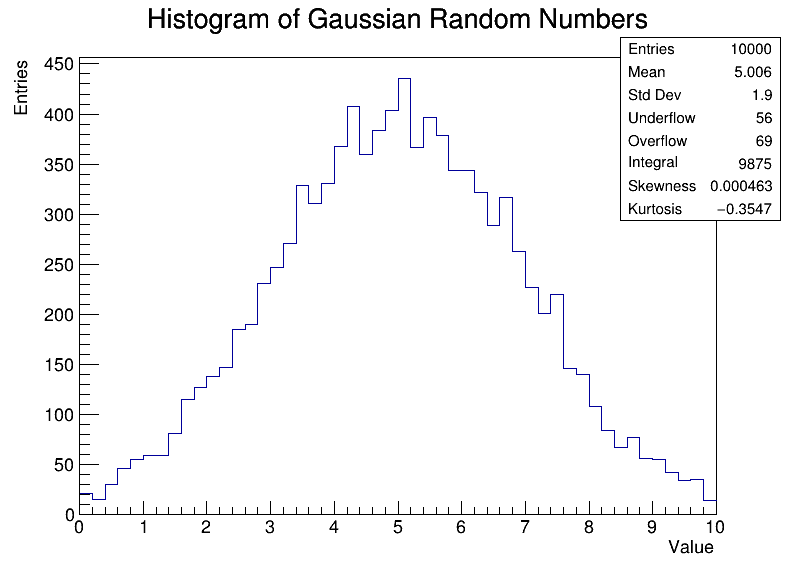 Histogram of Gaussian Random Numbers
Entries 10000
Mean 5.006
Std Dev 1.9
Underflow 56
Overflow 69
Integral 9875
Skewness 0.000463
Kurtosis −0.3547
Entries
450
400
350
300
250
200
150
100
50
0
0 1 2 3 4 5 6 7 8 9 10
Value